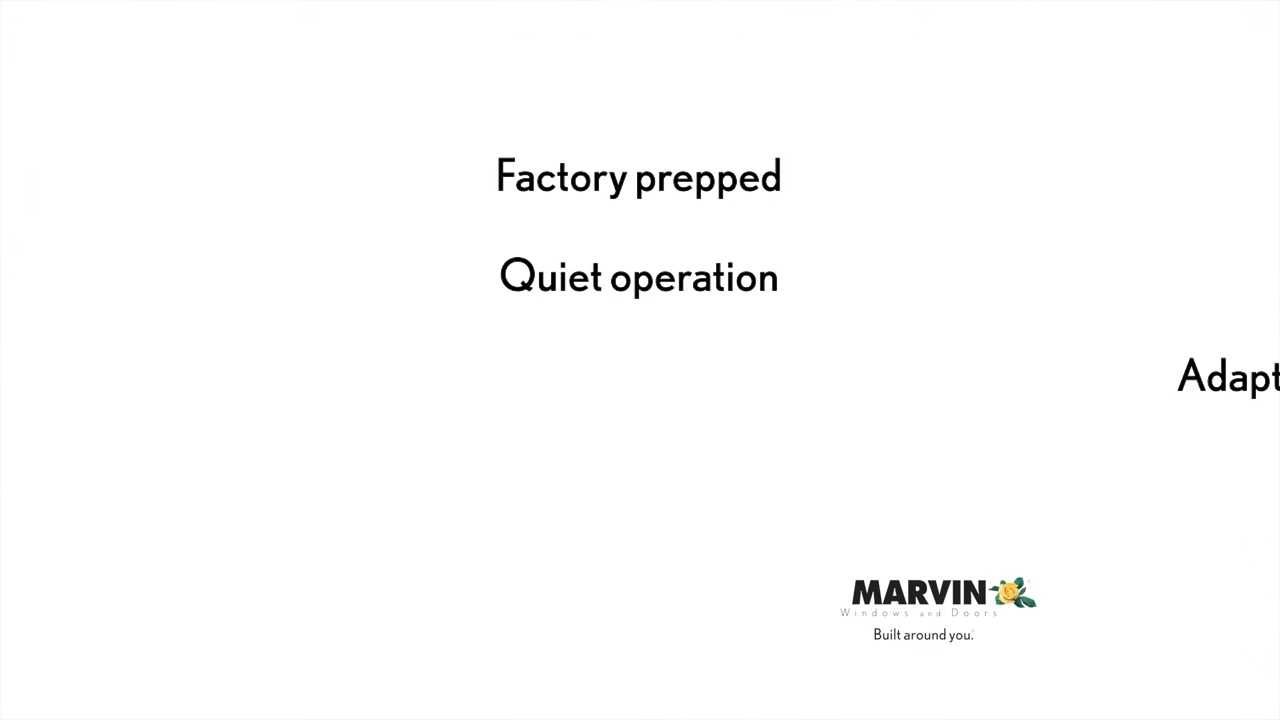 Factory prepped
Quiet operation
Adapt
MARVIN
Windows and Doors
Built around you.